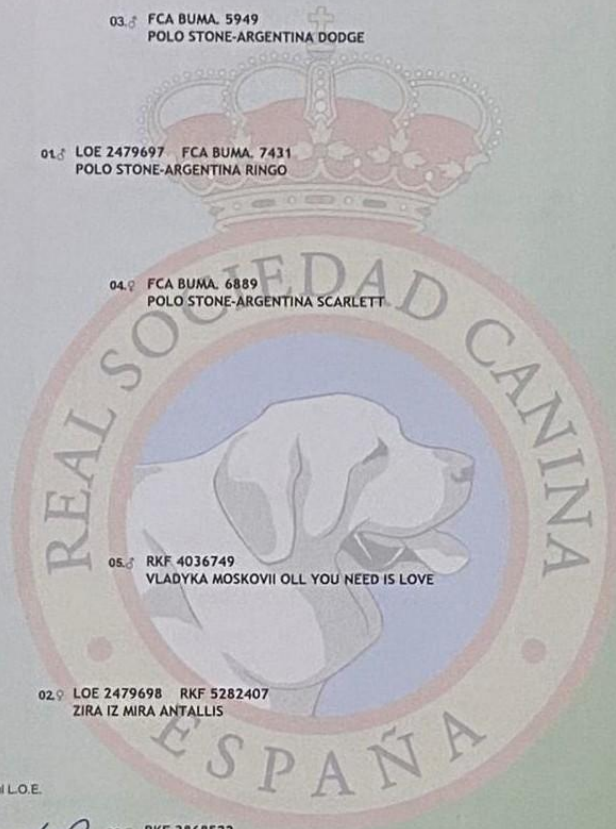 03.♂ FCA BUMA. 5949
POLO STONE-ARGENTINA DODGE
01.♂ LOE 2479697 FCA BUMA. 7431
POLO STONE-ARGENTINA RINGO
04.♀ FCA BUMA. 6889
POLO STONE-ARGENTINA SCARLETT
REAL SOCIEDAD CANINA
05.♂ RKF 4036749
VLADYKA MOSKOVII OLL YOU NEED IS LOVE
02♀ LOE 2479698 RKF 5282407
ZIRA IZ MIRA ANTALLIS
ESPAÑA
L.O.E.